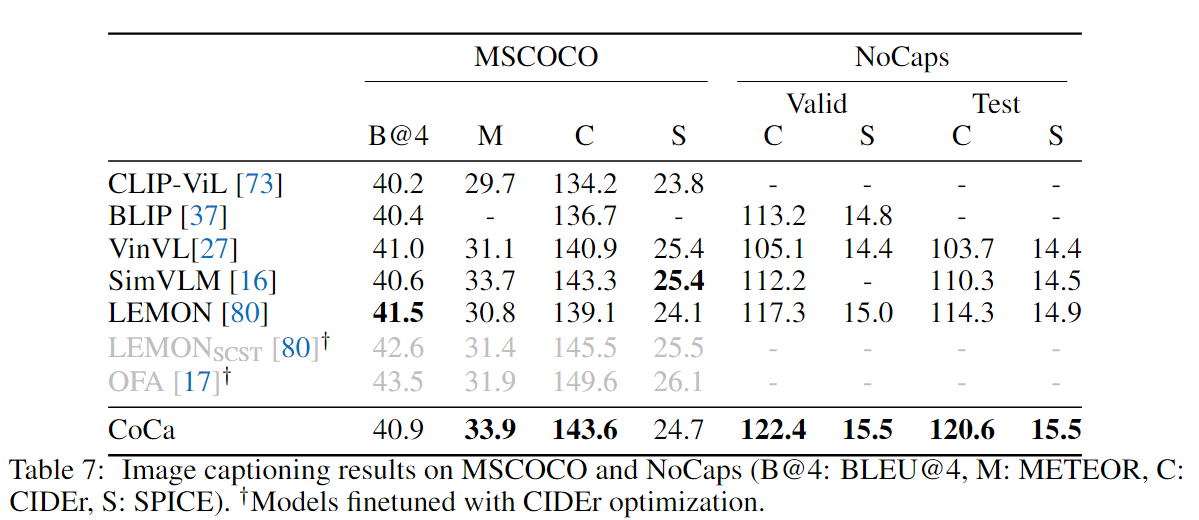 MSCOCO NoCaps
Valid Test
B@4 M C S C S C S
CLIP-ViL [73] 40.2 29.7 134.2 23.8 - - - -
BLIP [37] 40.4 - 136.7 - 113.2 14.8 - -
VinVL[27] 41.0 31.1 140.9 25.4 105.1 14.4 103.7 14.4
SimVLM [16] 40.6 33.7 143.3 25.4 112.2 - 110.3 14.5
LEMON [80] 41.5 30.8 139.1 24.1 117.3 15.0 114.3 14.9
LEMONSCST [80]† 42.6 31.4 145.5 25.5 - - - -
OFA [17]† 43.5 31.9 149.6 26.1 - - - -
CoCa 40.9 33.9 143.6 24.7 122.4 15.5 120.6 15.5
Table 7: Image captioning results on MSCOCO and NoCaps (B@4: BLEU@4, M: METEOR, C:
CIDEr, S: SPICE). †Models finetuned with CIDEr optimization.